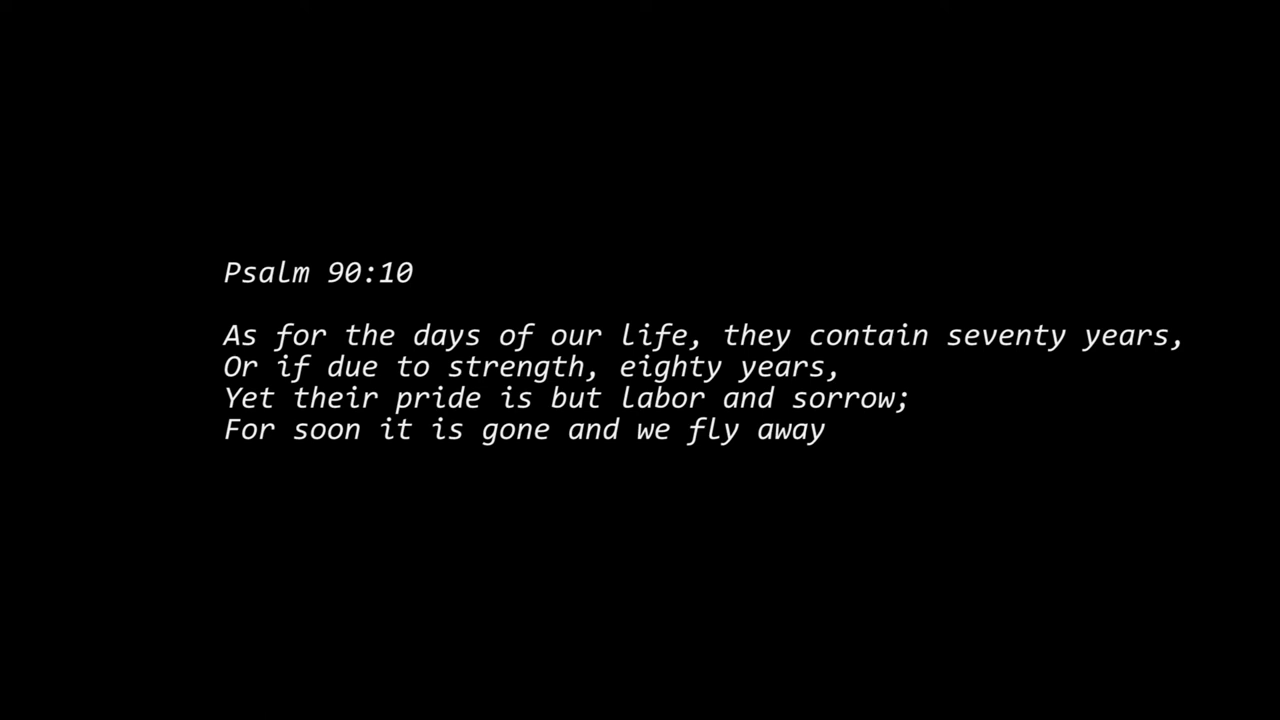 Psalm 90:10
As for the days of our life, they contain seventy years,
Or if due to strength, eighty years,
Yet their pride is but labor and sorrow;
For soon it is gone and we fly away